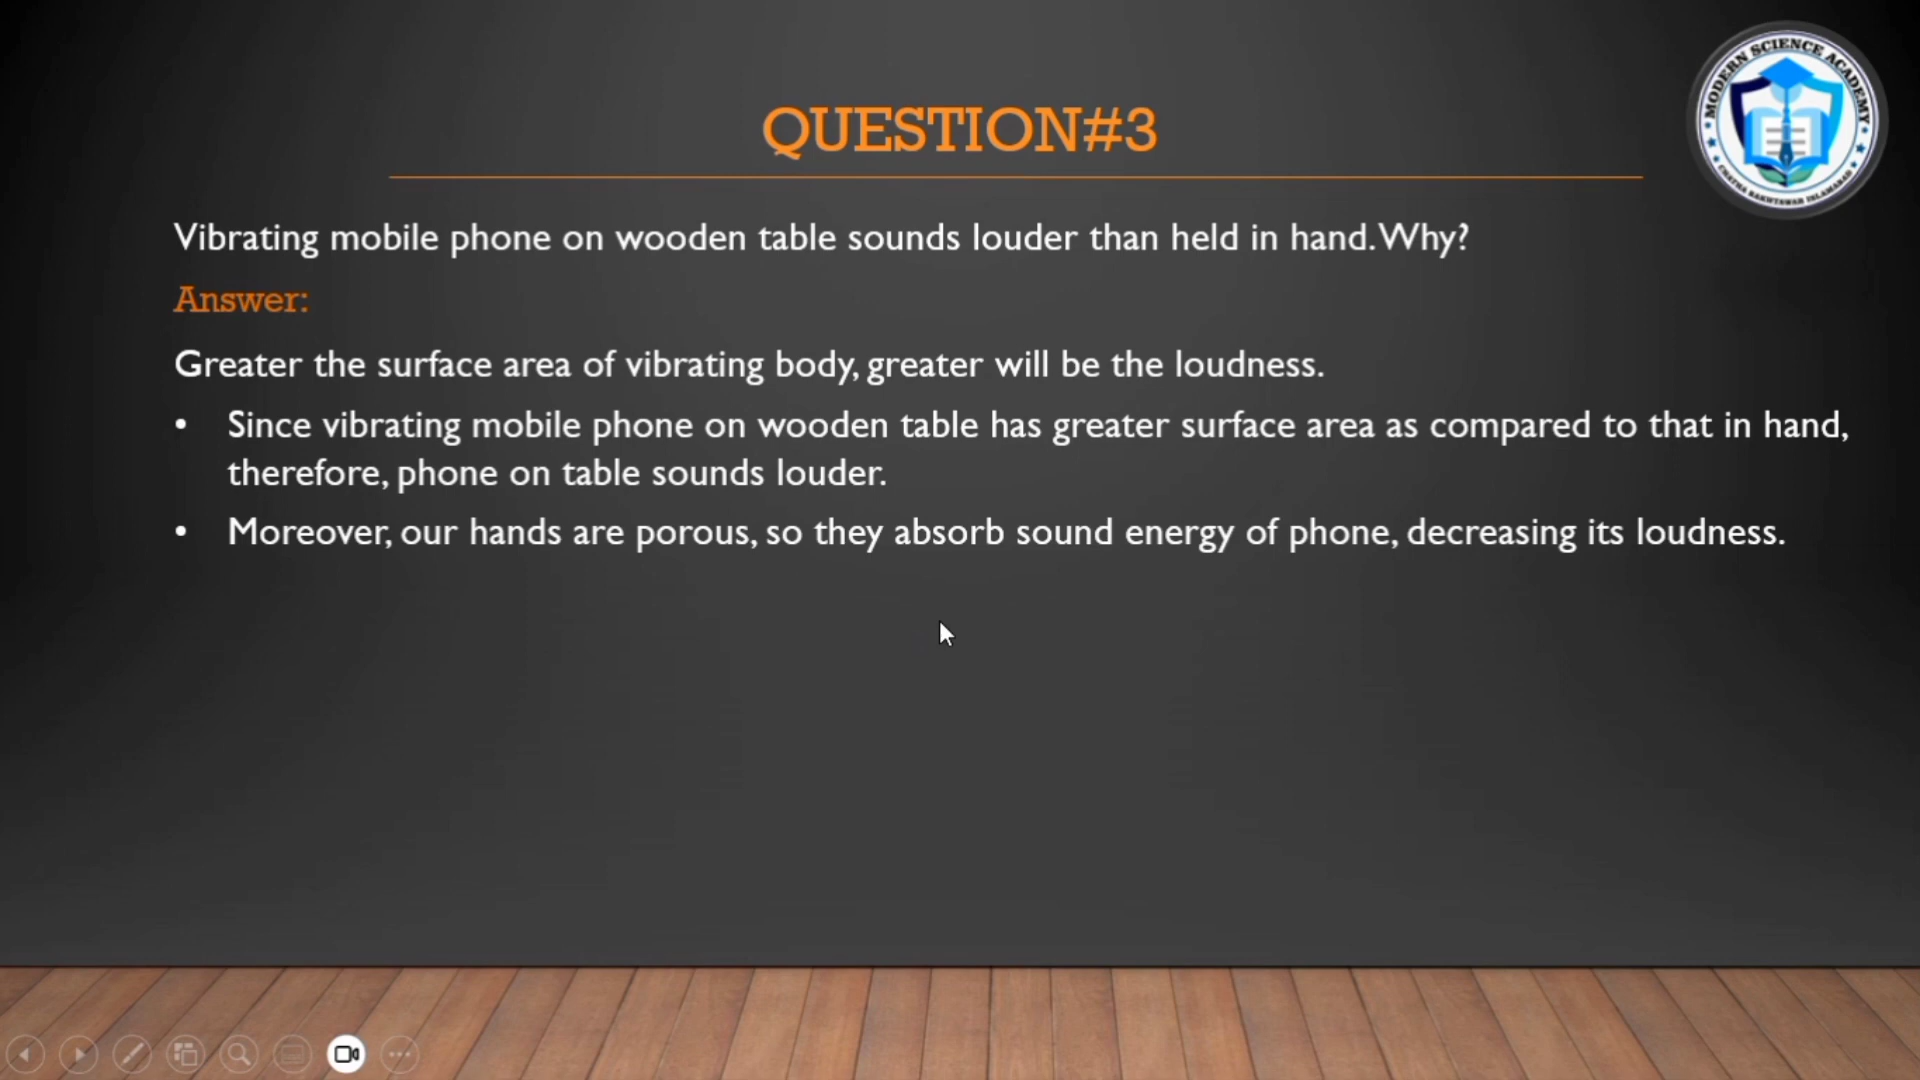 MODERN SCIENCE ACADEMY
CHATHA BAKHTAWAR ISLAMABAD
QUESTION#3
Vibrating mobile phone on wooden table sounds louder than held in hand. Why?
Answer:
Greater the surface area of vibrating body, greater will be the loudness.
• Since vibrating mobile phone on wooden table has greater surface area as compared to that in hand,
therefore, phone on table sounds louder.
• Moreover, our hands are porous, so they absorb sound energy of phone, decreasing its loudness.